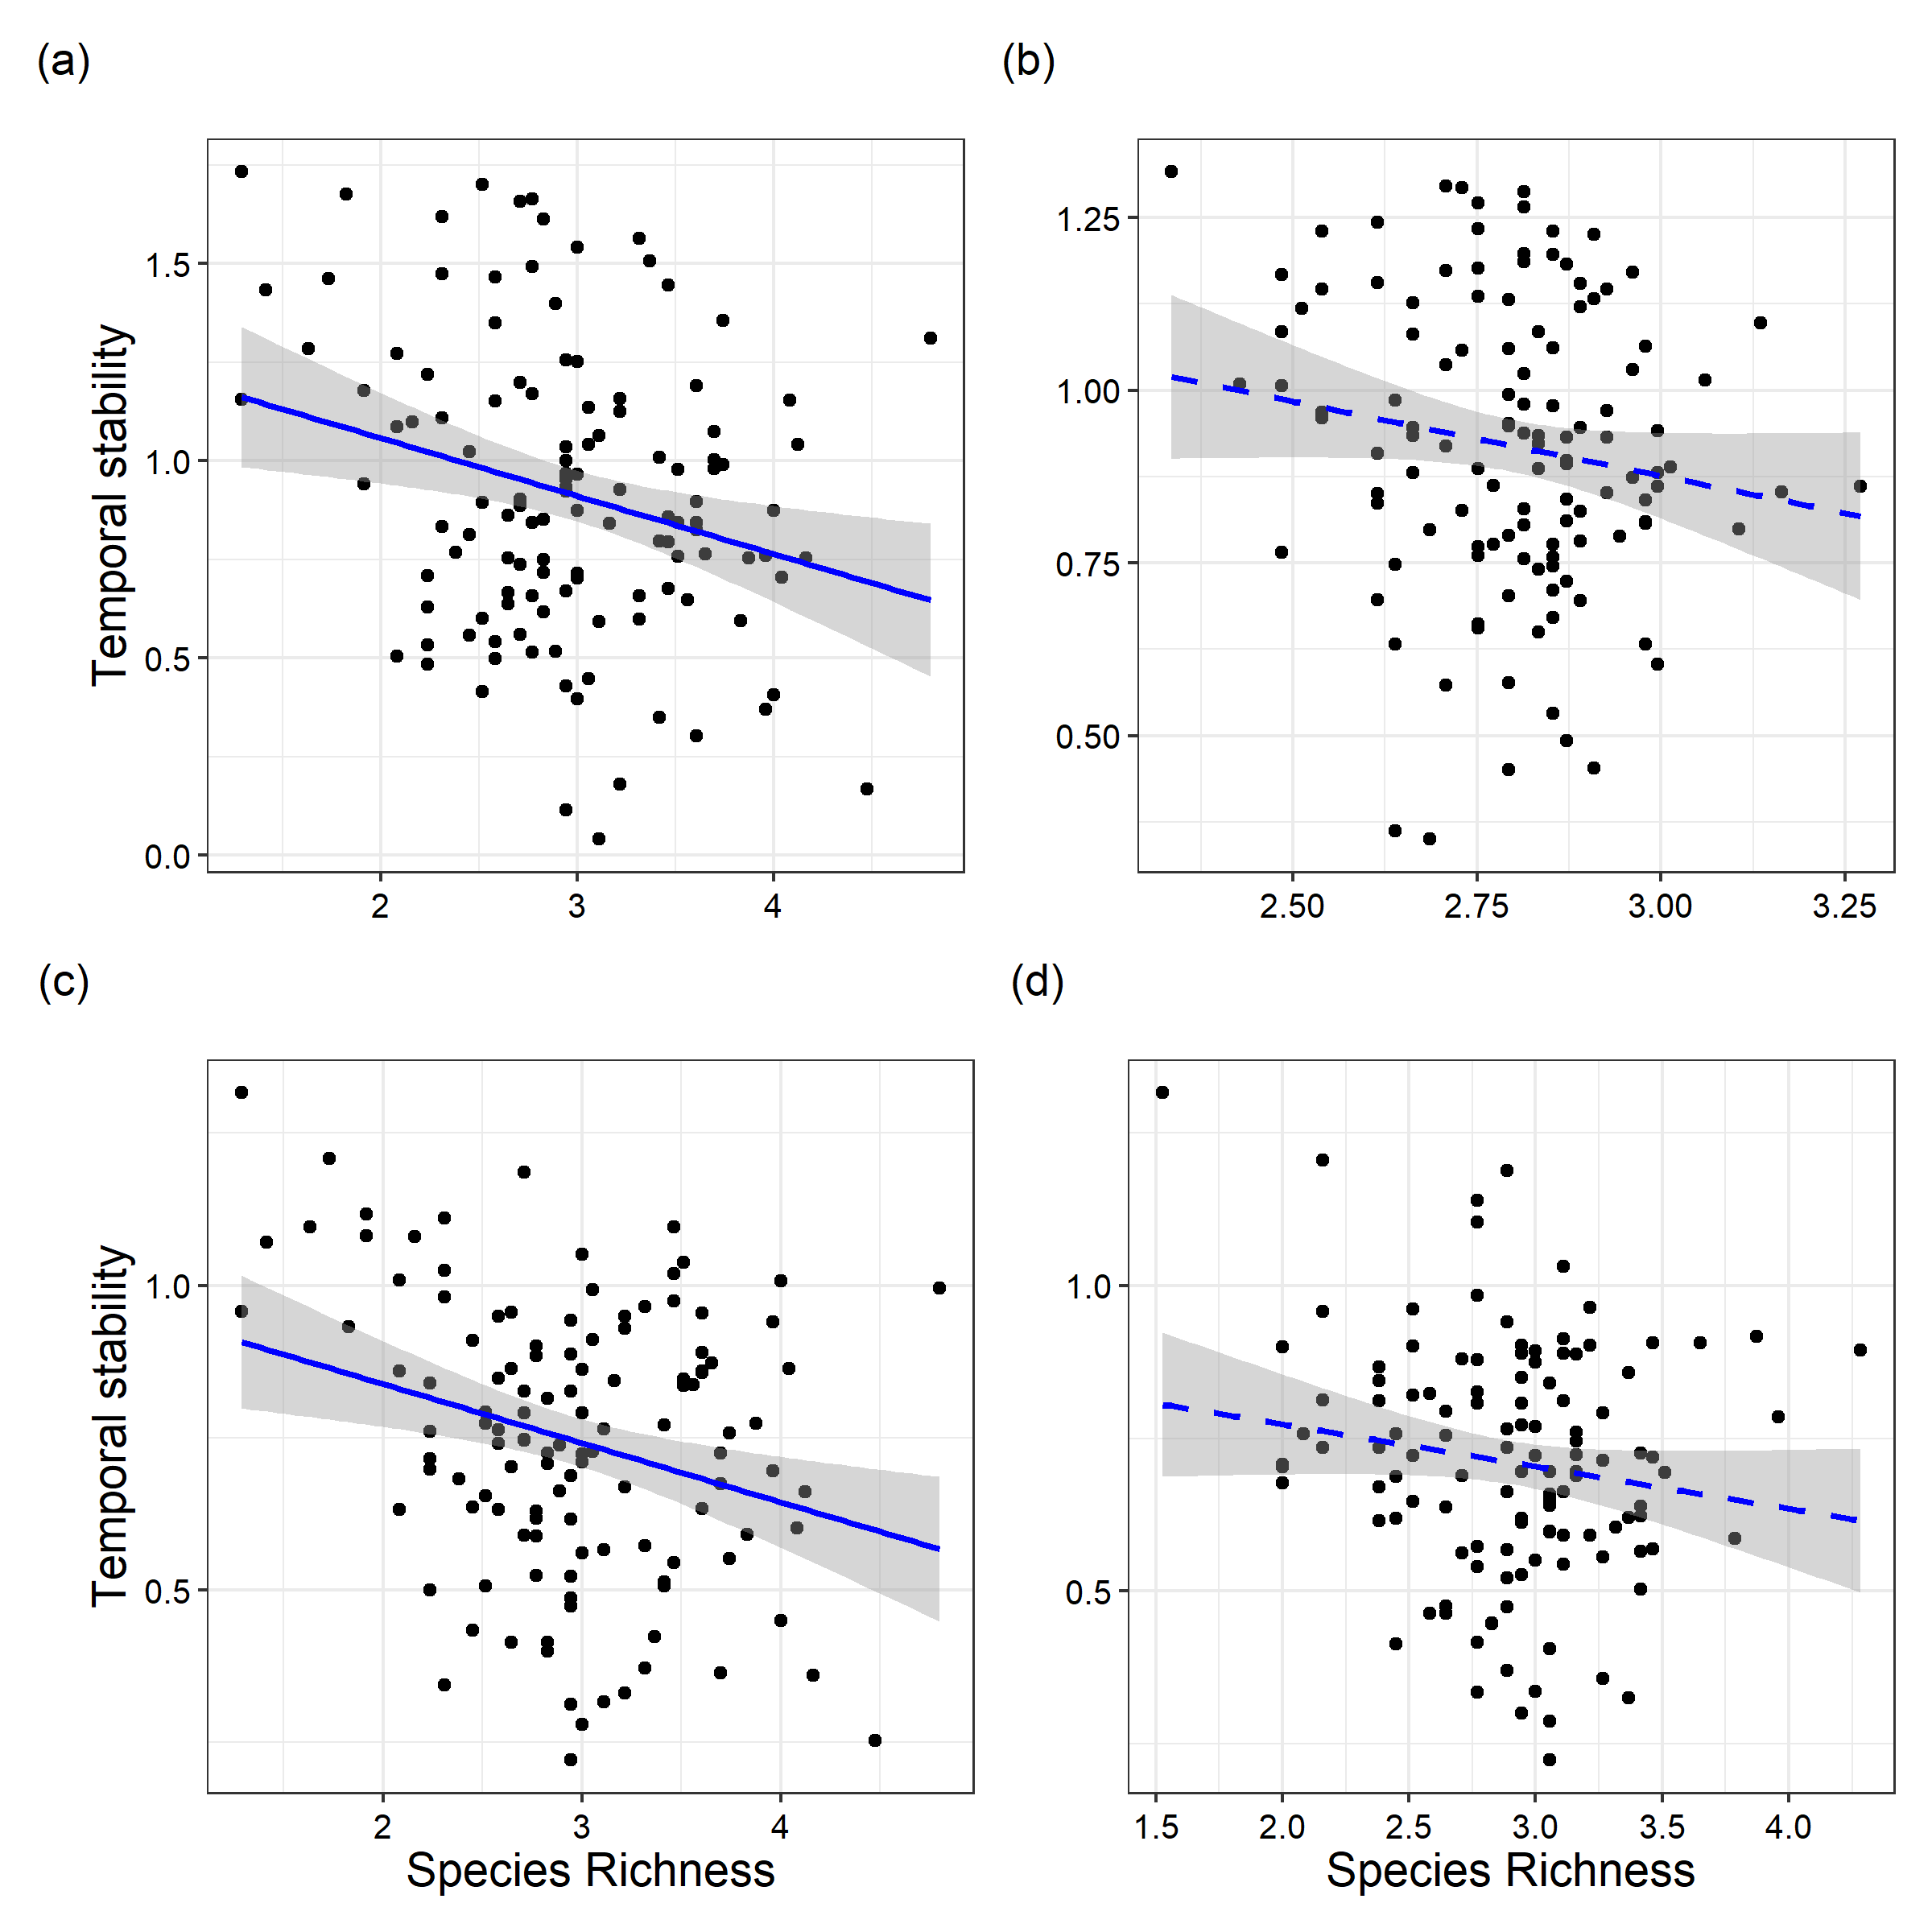 (a)
(b)
Temporal stability
1.5
1.0
0.5
0.0
2 3 4
1.25
1.00
0.75
0.50
2.50 2.75 3.00 3.25
(c)
(d)
Temporal stability
1.0
0.5
2 3 4
Species Richness
1.0
0.5
1.5 2.0 2.5 3.0 3.5 4.0
Species Richness